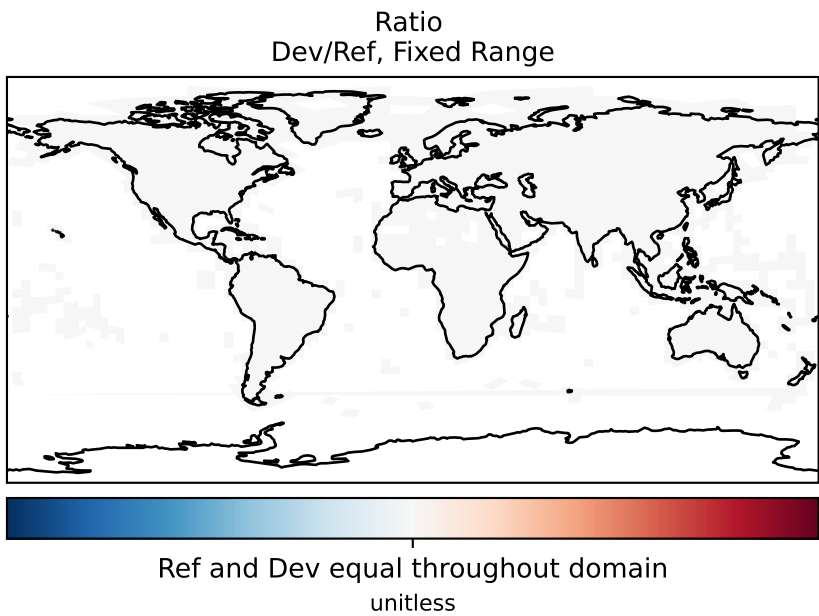 Ratio
Dev/Ref, Fixed Range
Ref and Dev equal throughout domain
unitless